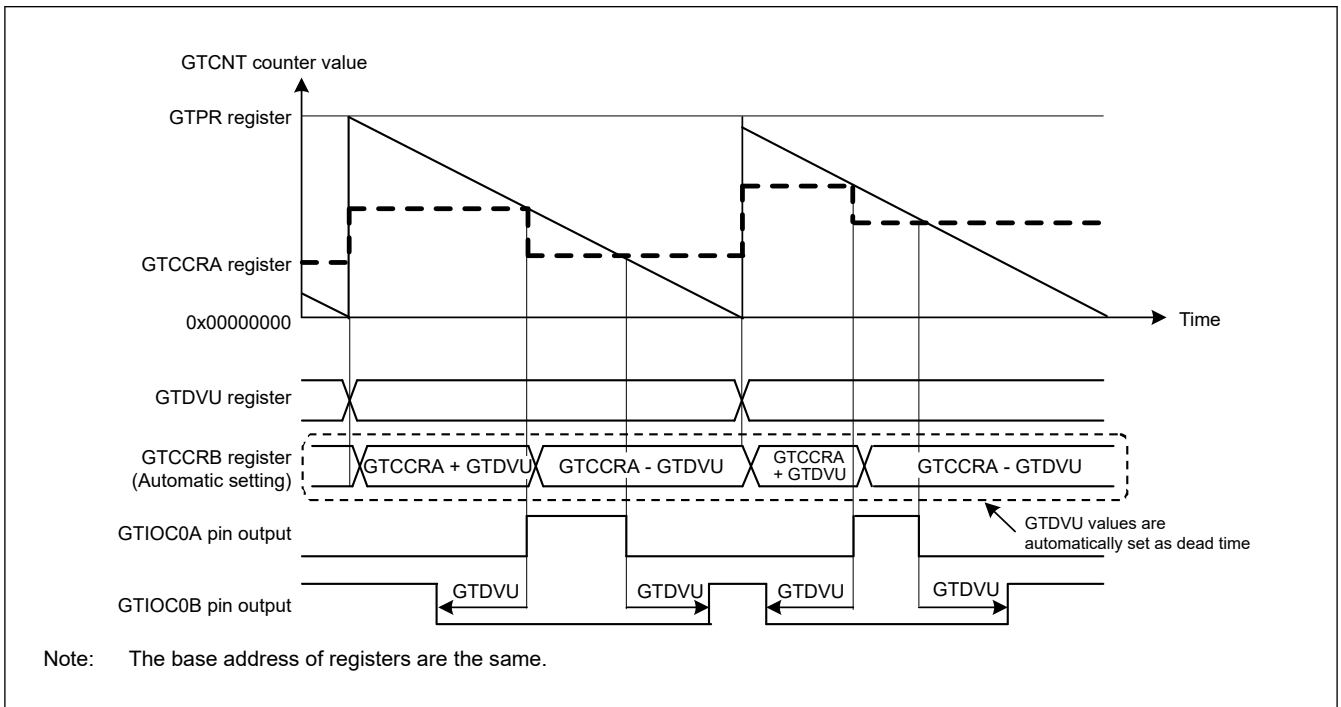 GTCNT counter value
GTPR register
GTCCRA register
0x00000000
Time
GTDVU register
GTCCRB register
(Automatic setting)
GTCCRA + GTDVU
GTCCRA - GTDVU
GTCCRA
+ GTDVU
GTCCRA - GTDVU
GTDVU values are
automatically set as dead time
GTIOC0A pin output
GTIOC0B pin output
GTDVU
GTDVU
GTDVU
GTDVU
Note: The base address of registers are the same.